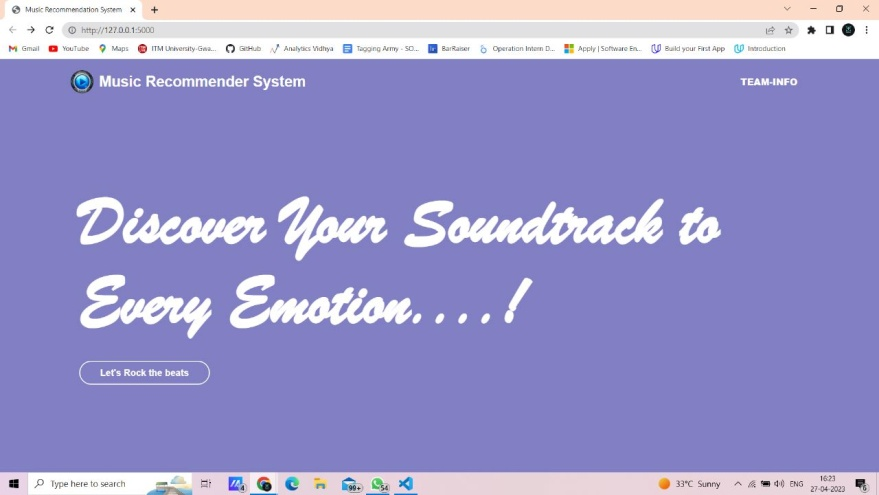 Music Recommendation System
http://127.0.0.1:5000
Gmail
YouTube
Maps
ITM University-Gwa...
GitHub
Analytics Vidhya
Tagging Army - SO...
BarRaiser
Operation Intern D...
Apply | Software En...
Build your First App
Introduction
Music Recommender System
TEAM-INFO
Discover Your Soundtrack to
Every Emotion....!
Let's Rock the beats
Type here to search
4
99+
54
33°C Sunny
ENG
16:23
27-04-2023
6